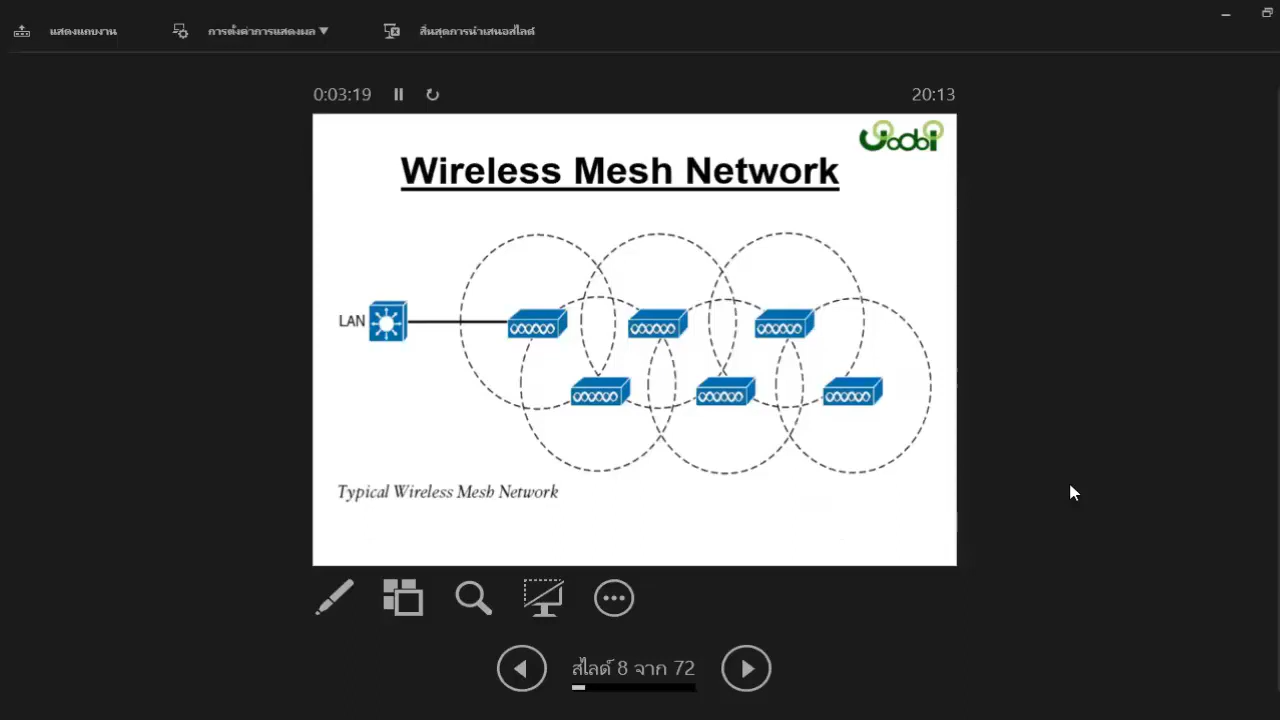 แสดงแถบงาน
การตั้งค่าการแสดงผล
สิ้นสุดการนำเสนอสไลด์
0:03:19
20:13
Wireless Mesh Network
LAN
Typical Wireless Mesh Network
สไลด์ 8 จาก 72